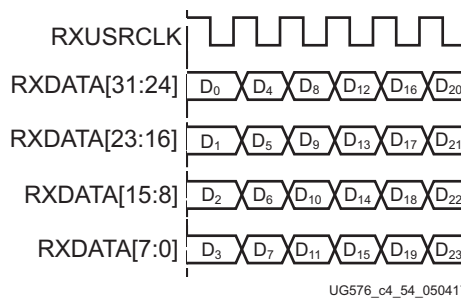 RXUSRCLK
RXDATA[31:24] D0 D4 D8 D12 D16 D20
RXDATA[23:16] D1 D5 D9 D13 D17 D21
RXDATA[15:8] D2 D6 D10 D14 D18 D22
RXDATA[7:0] D3 D7 D11 D15 D19 D23
UG576_c4_54_050417